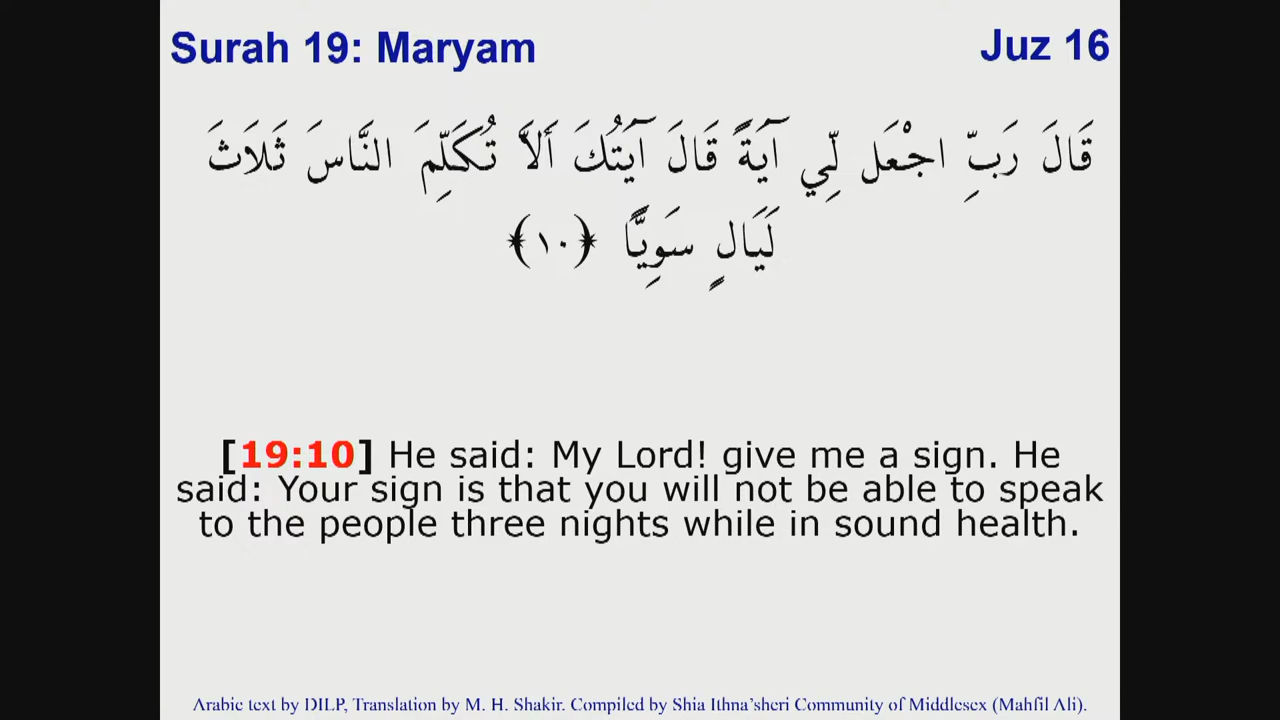 Surah 19: Maryam
Juz 16
قَالَ رَبِّ اجْعَل لِّي آيَةً قَالَ آيَتُكَ أَلاَّ تُكَلِّمَ النَّاسَ ثَلَاثَ
لَيَالٍ سَوِيًّا ﴿١٠﴾
[19:10] He said: My Lord! give me a sign. He
said: Your sign is that you will not be able to speak
to the people three nights while in sound health.
Arabic text by DILP, Translation by M. H. Shakir. Compiled by Shia Ithna'sheri Community of Middlesex (Mahfil Ali).